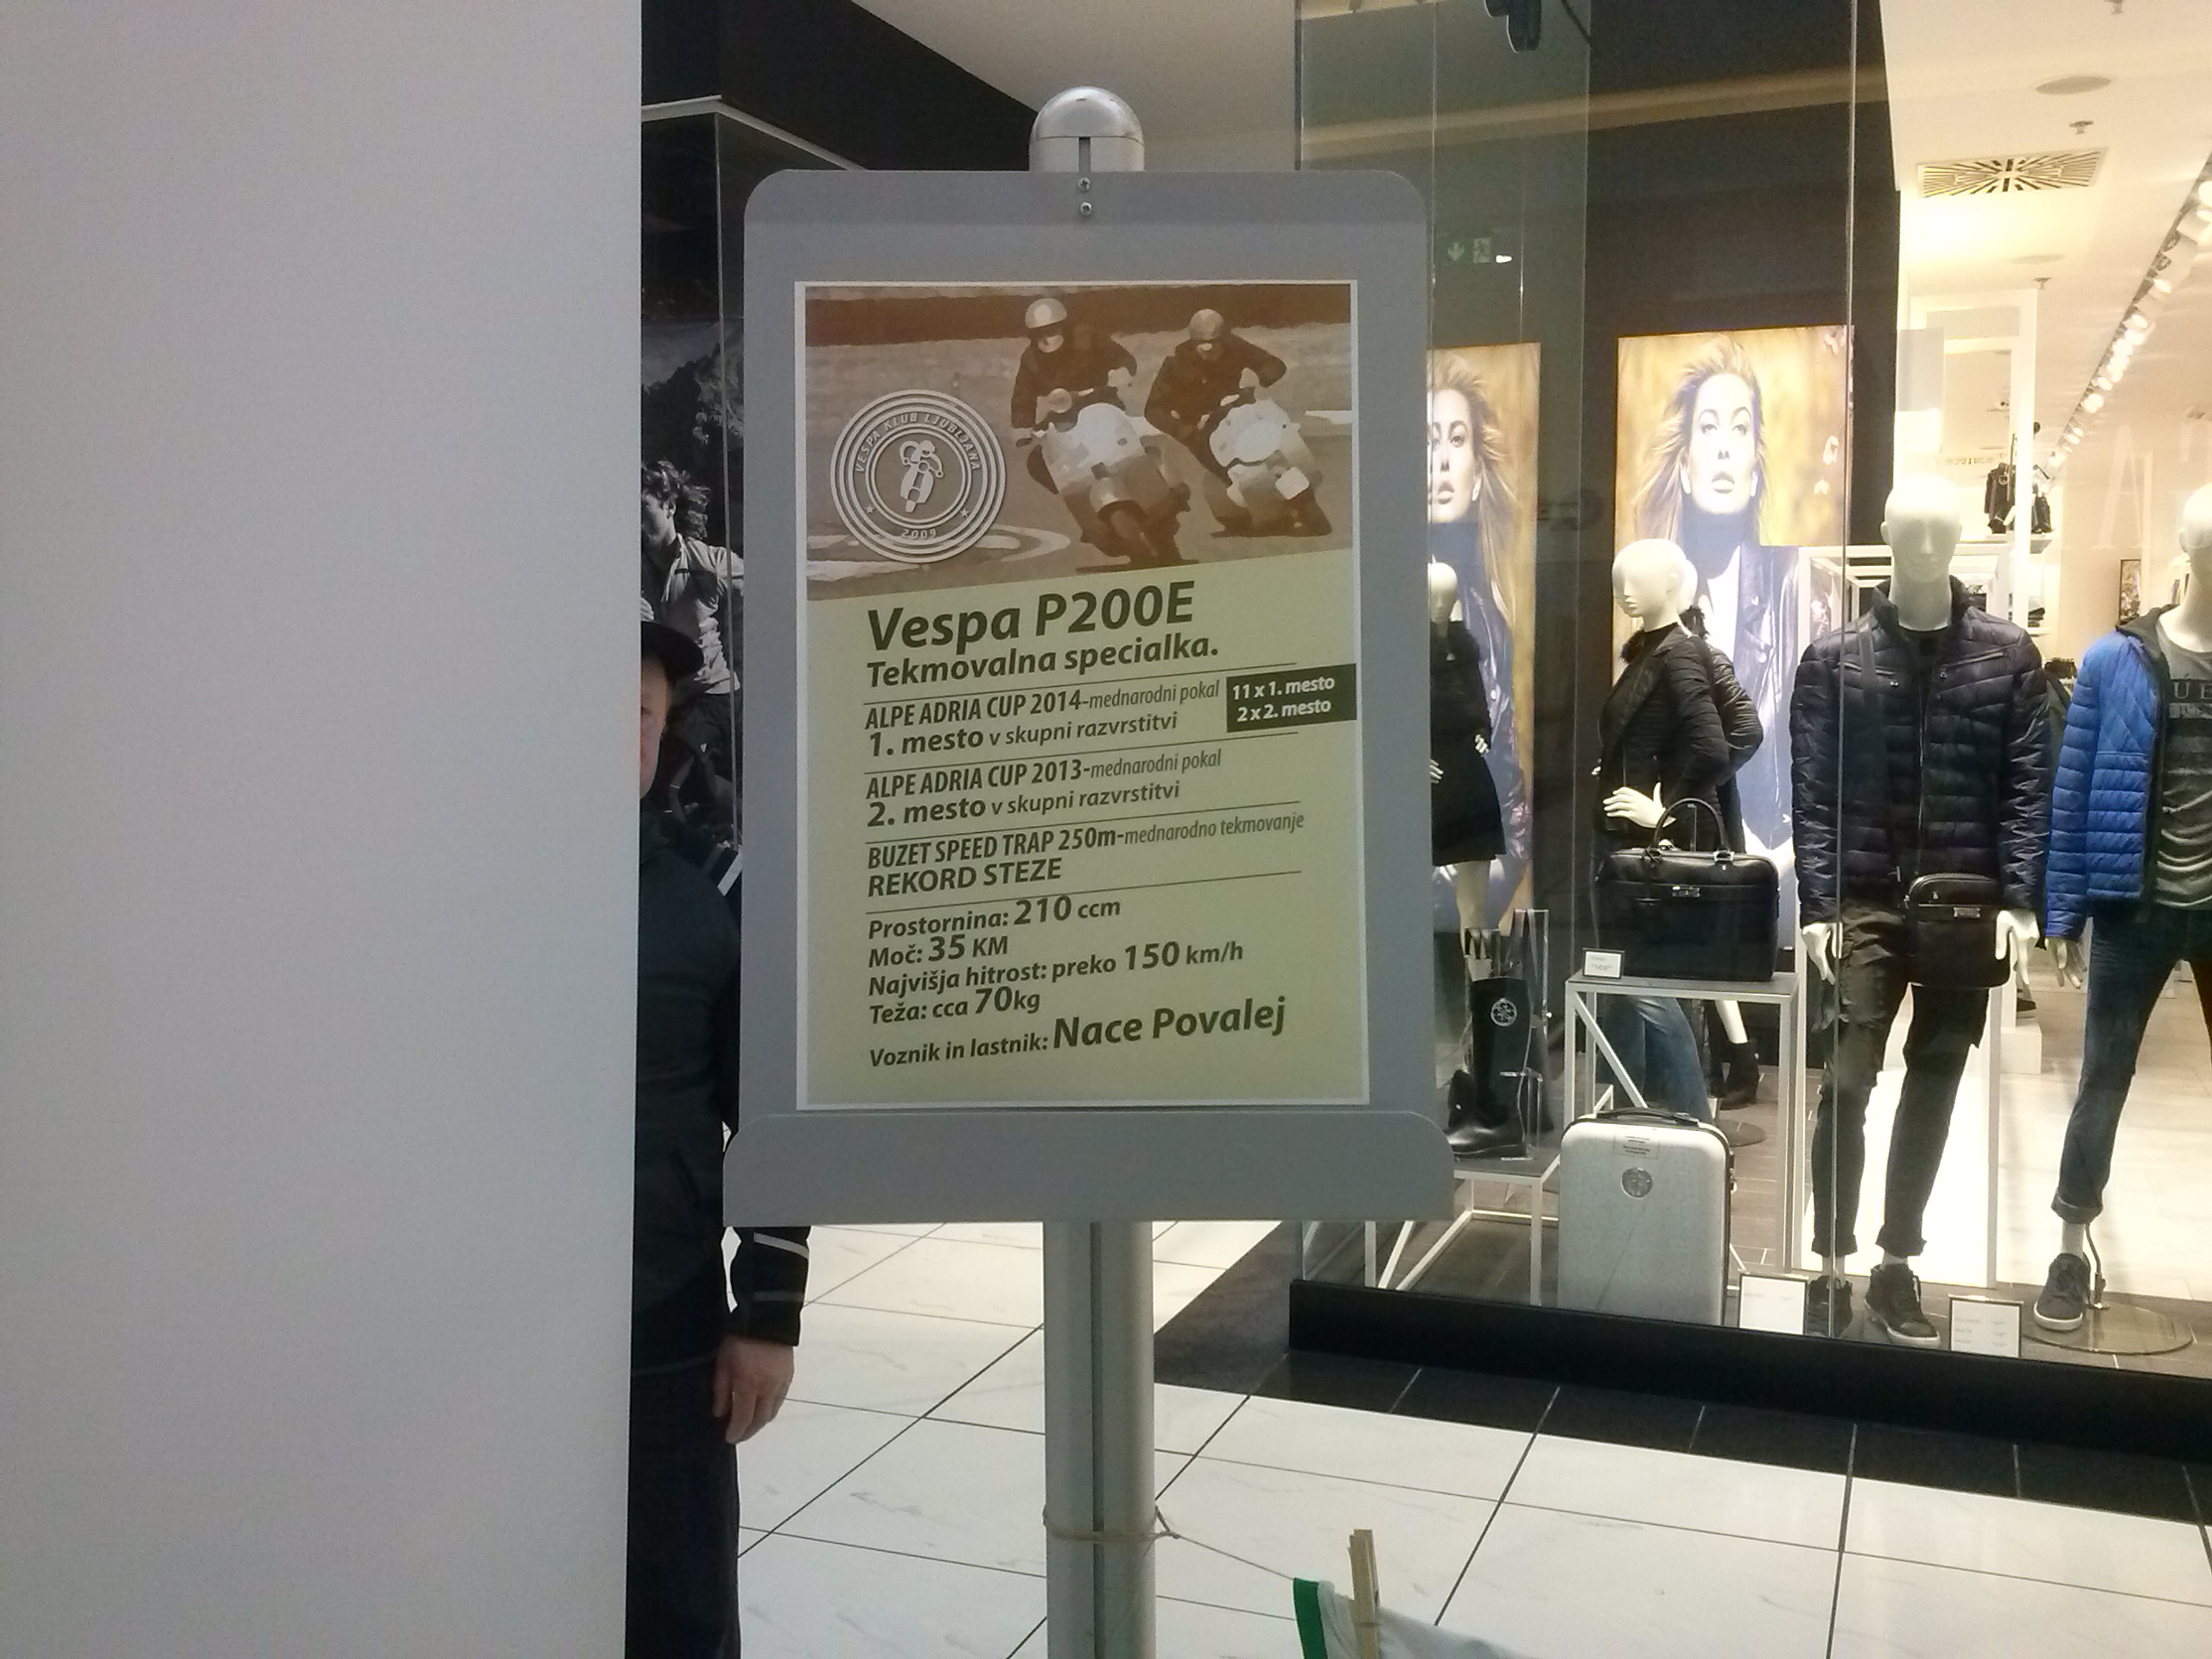 VESPA KLUB LJUBLJANA
2009
Vespa P200E
Tekmovalna specialka.
ALPE ADRIA CUP 2014-mednarodni pokal
1. mesto v skupni razvrstitvi
11 x 1. mesto
2 x 2. mesto
ALPE ADRIA CUP 2013-mednarodni pokal
2. mesto v skupni razvrstitvi
BUZET SPEED TRAP 250m-mednarodno tekmovanje
REKORD STEZE
Prostornina: 210 ccm
Moč: 35 KM
Najvišja hitrost: preko 150 km/h
Teža: cca 70kg
Voznik in lastnik: Nace Povalej